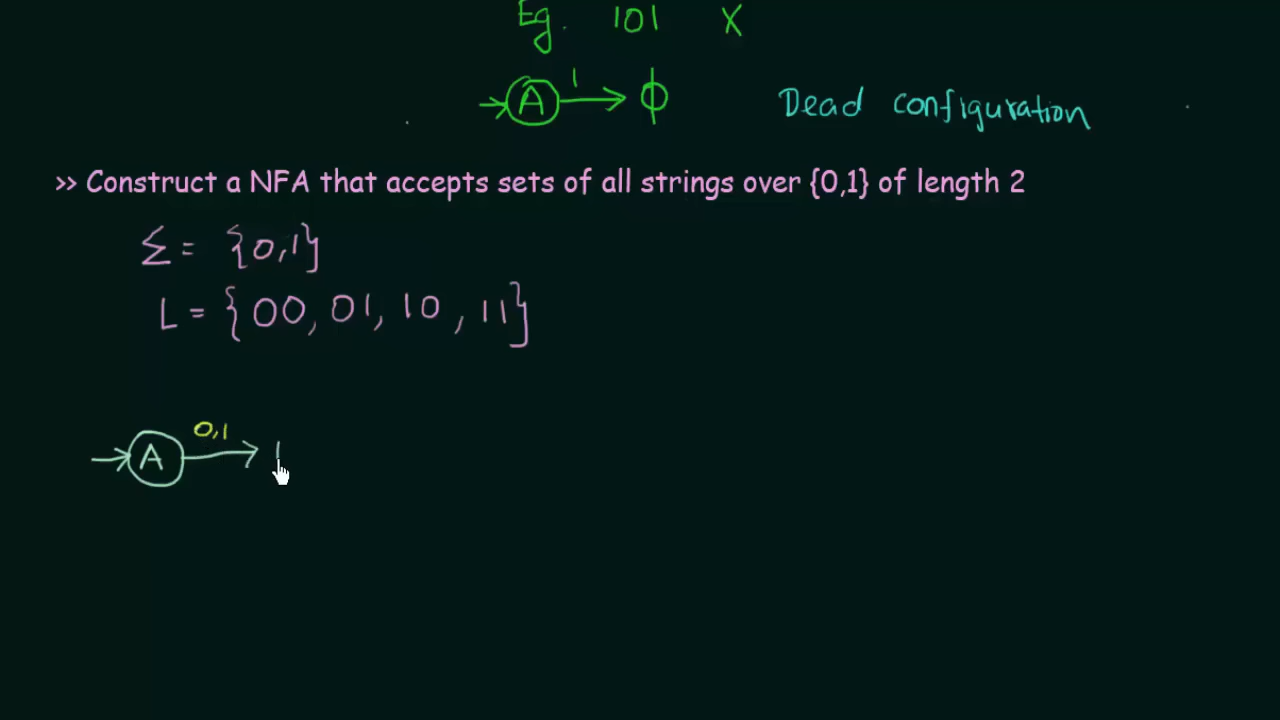 Eg. 101 X
A 1 ϕ Dead configuration
>> Construct a NFA that accepts sets of all strings over {0,1} of length 2
Σ = {0,1}
L = {00, 01, 10, 11}
0,1
A